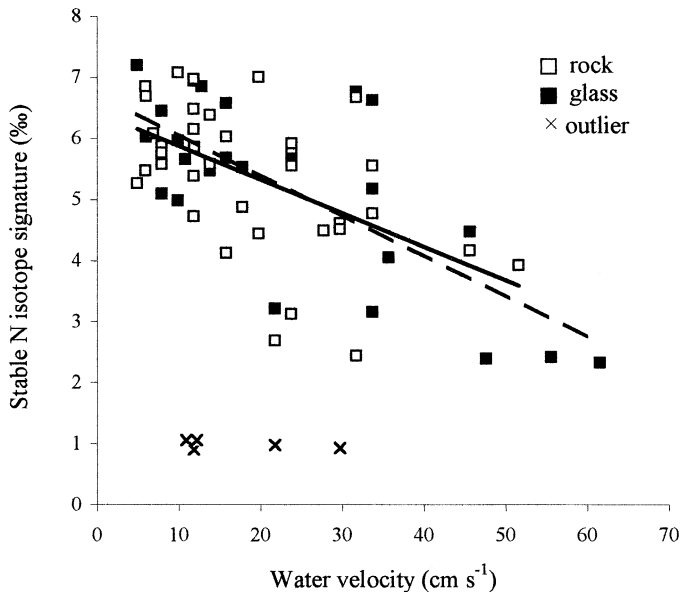 8
7
6
5
4
3
2
1
0
Stable N isotope signature (‰)
rock
glass
outlier
0 10 20 30 40 50 60 70
Water velocity (cm s⁻¹)